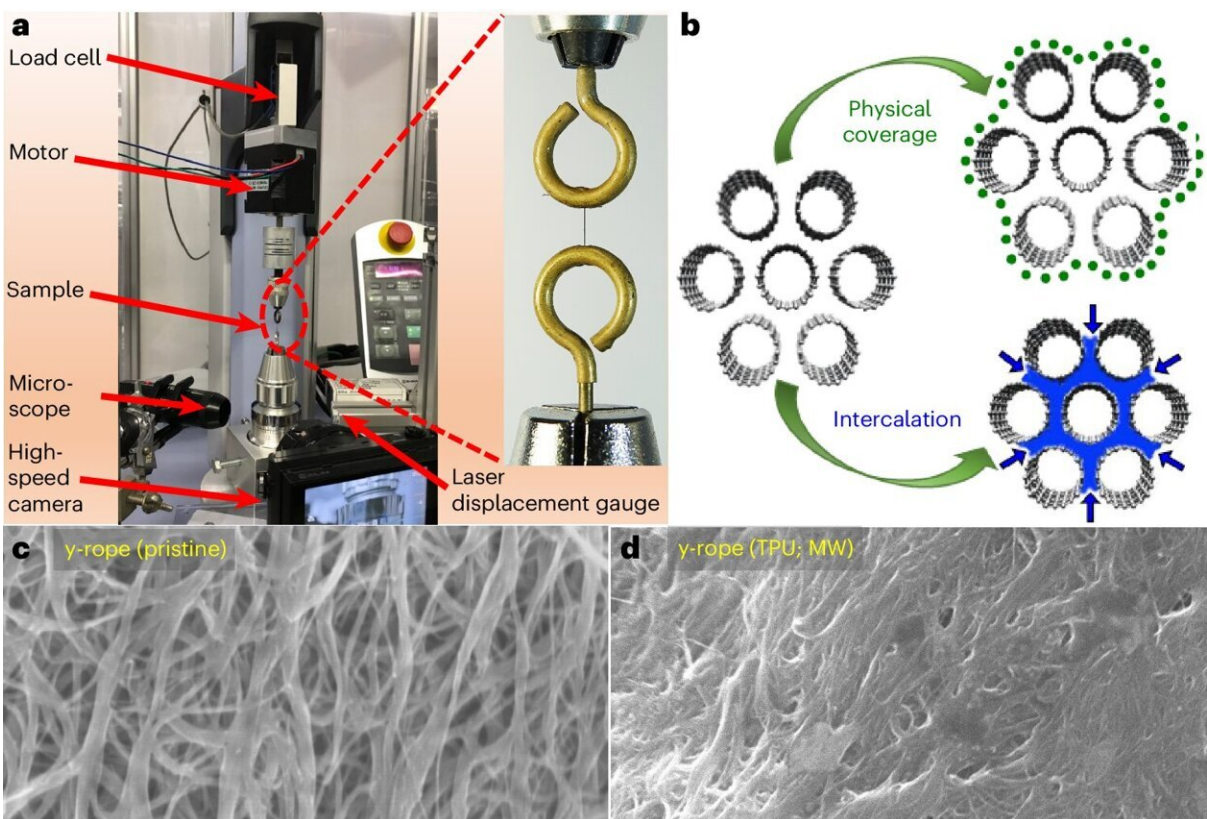 a
Load cell
Motor
Sample
Micro-
scope
High-
speed
camera
Laser
displacement gauge
b
Physical
coverage
Intercalation
c
y-rope (pristine)
d
y-rope (TPU; MW)